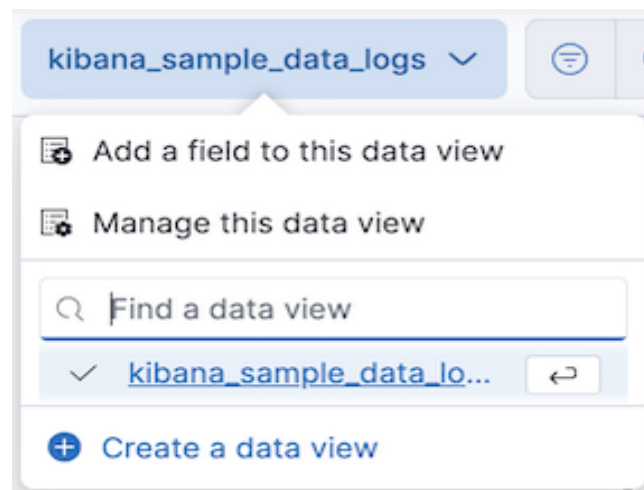 kibana_sample_data_logs
Add a field to this data view
Manage this data view
Find a data view
kibana_sample_data_lo...
Create a data view